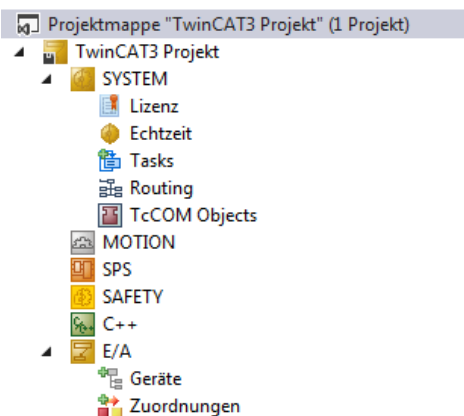 Projektmappe "TwinCAT3 Projekt" (1 Projekt)
TwinCAT3 Projekt
SYSTEM
Lizenz
Echtzeit
Tasks
Routing
TcCOM Objects
MOTION
SPS
SAFETY
C++
E/A
Geräte
Zuordnungen